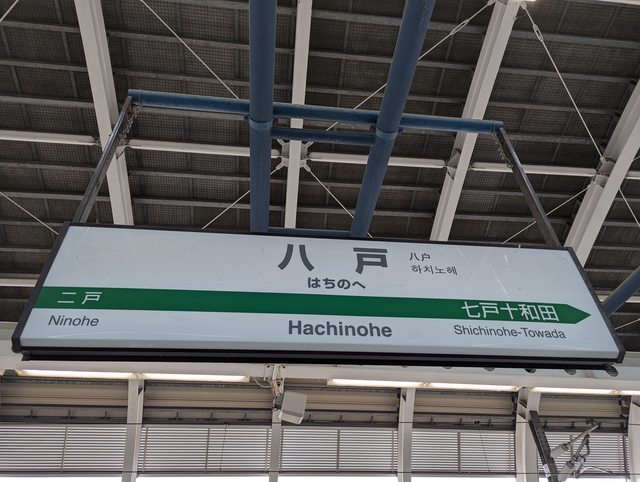 八戸
八户
하치노헤
はちのへ
二戸
七戸十和田
Ninohe
Hachinohe
Shichinohe-Towada